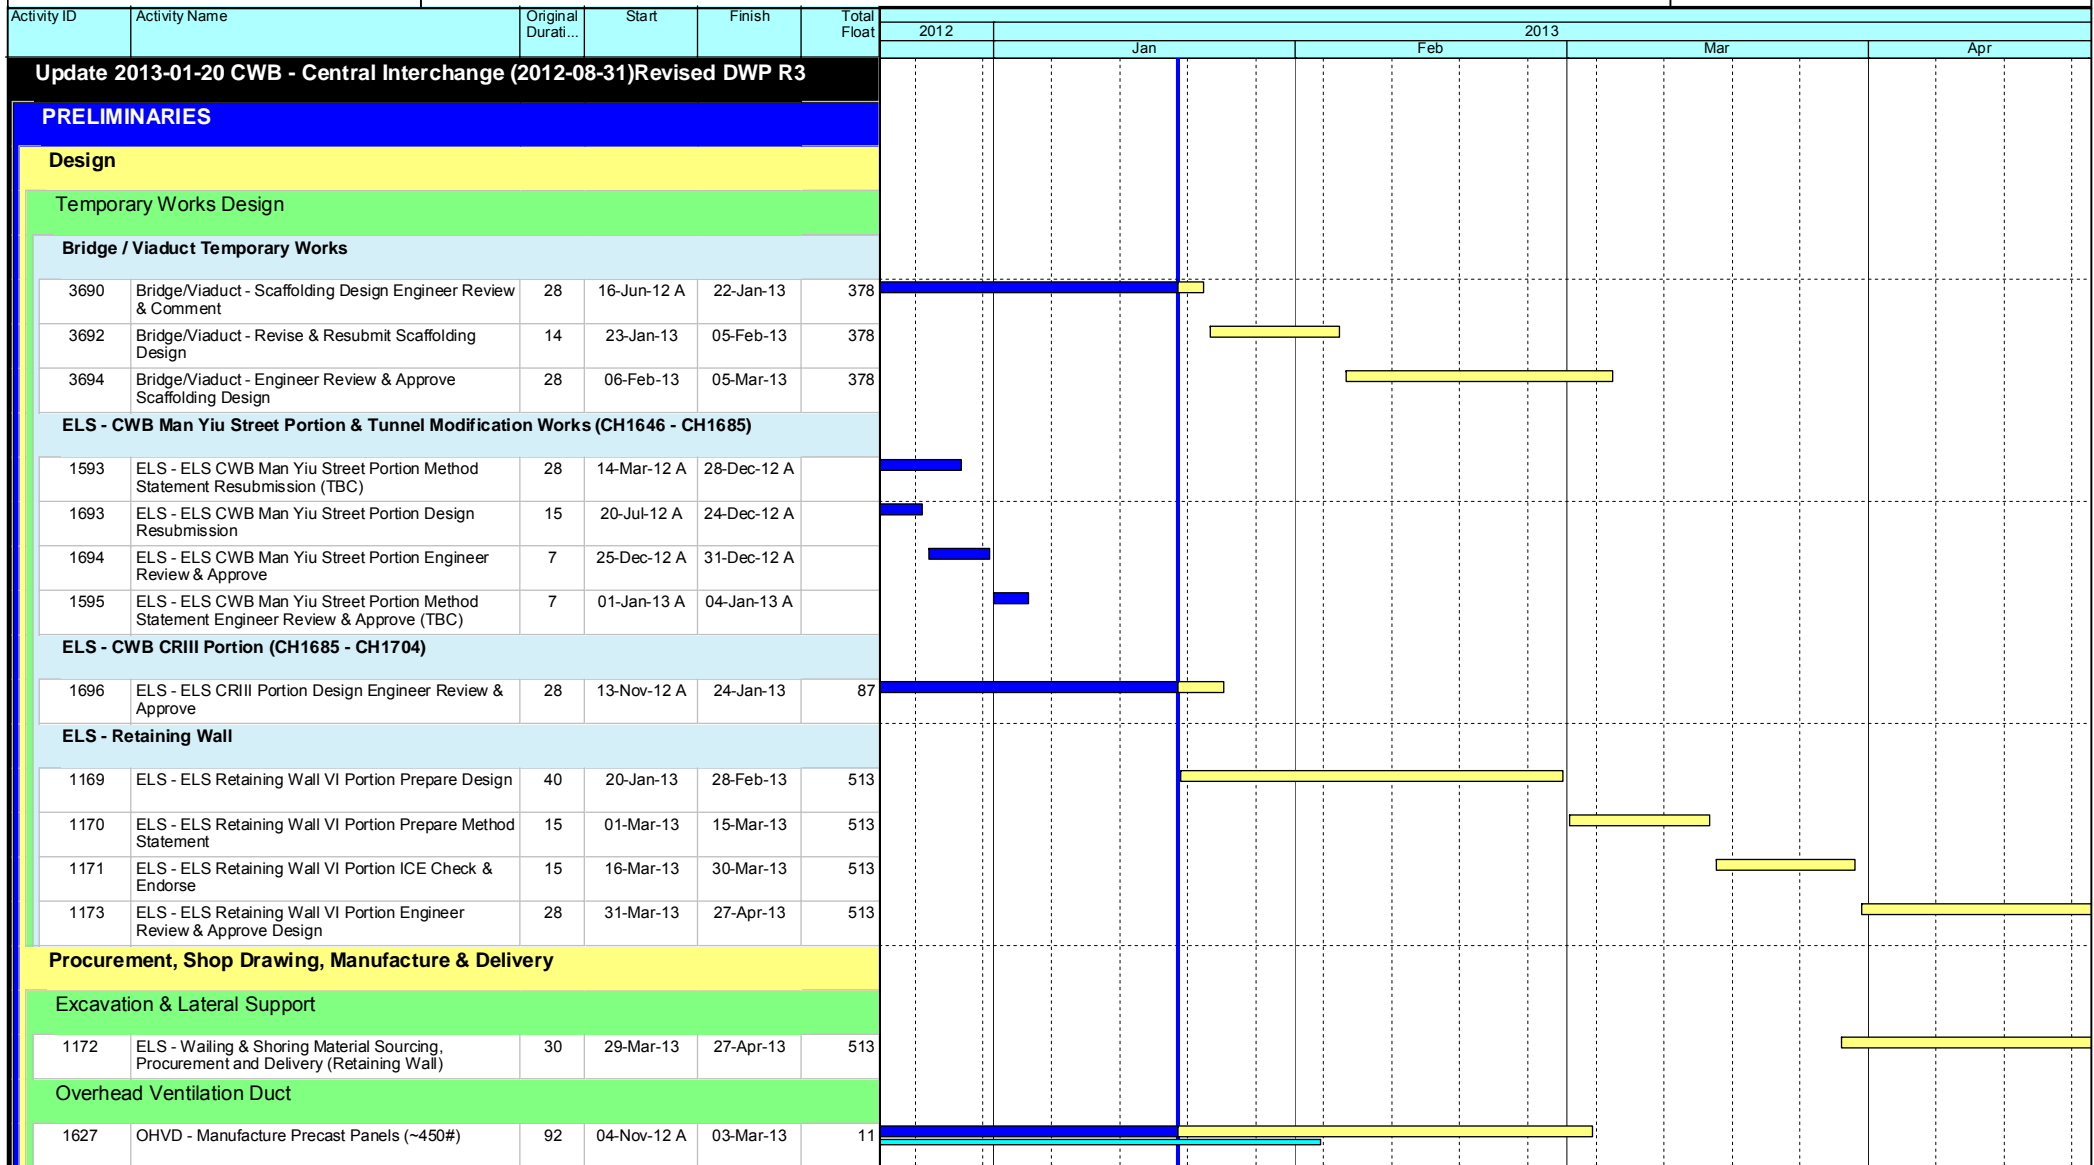 Activity ID Activity Name Original Start Finish Total
Durati... Float
2012 2013
Jan Feb Mar Apr
Update 2013-01-20 CWB - Central Interchange (2012-08-31)Revised DWP R3
PRELIMINARIES
Design
Temporary Works Design
Bridge / Viaduct Temporary Works
3690 Bridge/Viaduct - Scaffolding Design Engineer Review 28 16-Jun-12 A 22-Jan-13 378
& Comment
3692 Bridge/Viaduct - Revise & Resubmit Scaffolding 14 23-Jan-13 05-Feb-13 378
Design
3694 Bridge/Viaduct - Engineer Review & Approve 28 06-Feb-13 05-Mar-13 378
Scaffolding Design
ELS - CWB Man Yiu Street Portion & Tunnel Modification Works (CH1646 - CH1685)
1593 ELS - ELS CWB Man Yiu Street Portion Method 28 14-Mar-12 A 28-Dec-12 A
Statement Resubmission (TBC)
1693 ELS - ELS CWB Man Yiu Street Portion Design 15 20-Jul-12 A 24-Dec-12 A
Resubmission
1694 ELS - ELS CWB Man Yiu Street Portion Engineer 7 25-Dec-12 A 31-Dec-12 A
Review & Approve
1595 ELS - ELS CWB Man Yiu Street Portion Method 7 01-Jan-13 A 04-Jan-13 A
Statement Engineer Review & Approve (TBC)
ELS - CWB CRIII Portion (CH1685 - CH1704)
1696 ELS - ELS CRIII Portion Design Engineer Review & 28 13-Nov-12 A 24-Jan-13 87
Approve
ELS - Retaining Wall
1169 ELS - ELS Retaining Wall VI Portion Prepare Design 40 20-Jan-13 28-Feb-13 513
1170 ELS - ELS Retaining Wall VI Portion Prepare Method 15 01-Mar-13 15-Mar-13 513
Statement
1171 ELS - ELS Retaining Wall VI Portion ICE Check & 15 16-Mar-13 30-Mar-13 513
Endorse
1173 ELS - ELS Retaining Wall VI Portion Engineer 28 31-Mar-13 27-Apr-13 513
Review & Approve Design
Procurement, Shop Drawing, Manufacture & Delivery
Excavation & Lateral Support
1172 ELS - Wailing & Shoring Material Sourcing, 30 29-Mar-13 27-Apr-13 513
Procurement and Delivery (Retaining Wall)
Overhead Ventilation Duct
1627 OHVD - Manufacture Precast Panels (~450#) 92 04-Nov-12 A 03-Mar-13 11